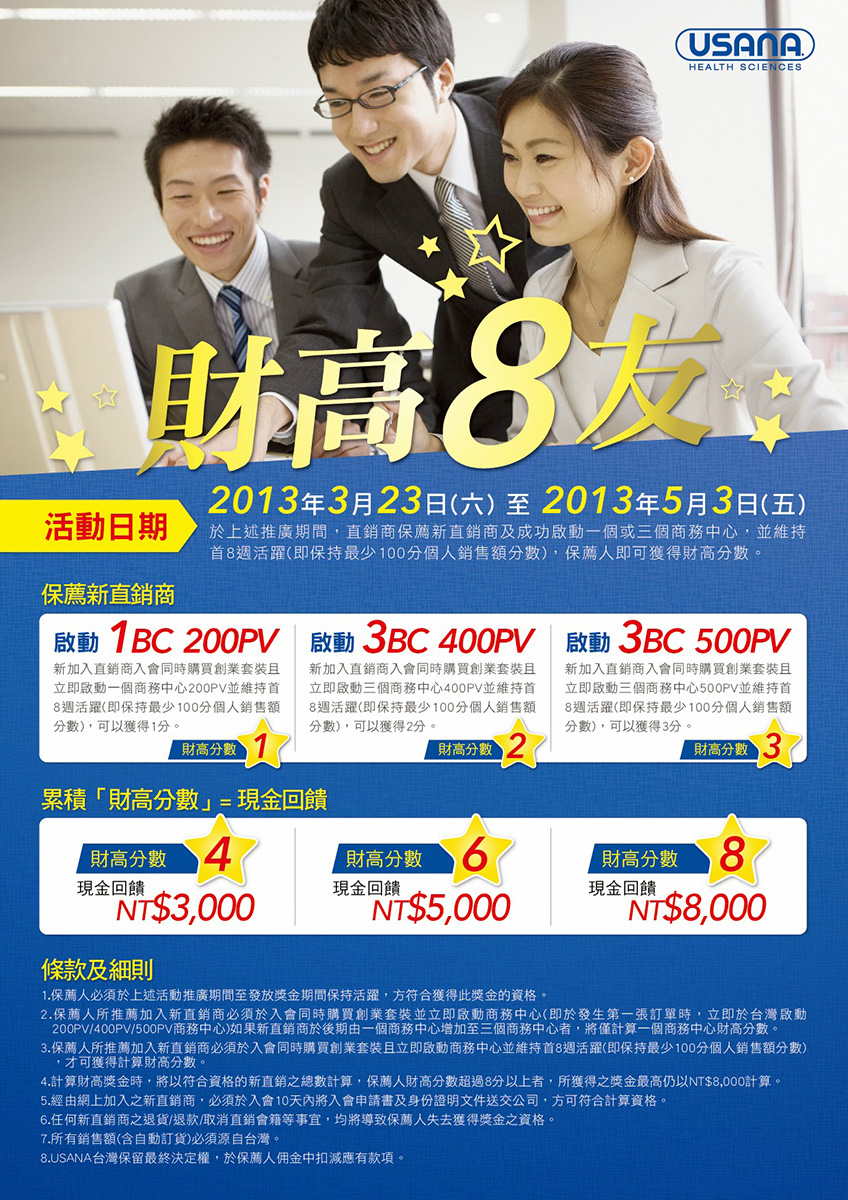 USANA
HEALTH SCIENCES
財高8友
活動日期
2013年3月23日(六) 至 2013年5月3日(五)
於上述推廣期間，直銷商保薦新直銷商及成功啟動一個或三個商務中心，並維持
首8週活躍(即保持最少100分個人銷售額分數)，保薦人即可獲得財高分數。
保薦新直銷商
啟動 1BC 200PV
新加入直銷商入會同時購買創業套裝且
立即啟動一個商務中心200PV並維持首
8週活躍(即保持最少100分個人銷售額
分數)，可以獲得1分。
財高分數 1
啟動 3BC 400PV
新加入直銷商入會同時購買創業套裝且
立即啟動三個商務中心400PV並維持首
8週活躍(即保持最少100分個人銷售額
分數)，可以獲得2分。
財高分數 2
啟動 3BC 500PV
新加入直銷商入會同時購買創業套裝且
立即啟動三個商務中心500PV並維持首
8週活躍(即保持最少100分個人銷售額
分數)，可以獲得3分。
財高分數 3
累積「財高分數」= 現金回饋
財高分數 4
現金回饋
NT$3,000
財高分數 6
現金回饋
NT$5,000
財高分數 8
現金回饋
NT$8,000
條款及細則
1.保薦人必須於上述活動推廣期間至發放獎金期間保持活躍，方符合獲得此獎金的資格。
2.保薦人所推薦加入新直銷商必須於入會同時購買創業套裝並立即啟動商務中心(即於發生第一張訂單時，立即於台灣啟動
200PV/400PV/500PV商務中心)如果新直銷商於後期由一個商務中心增加至三個商務中心者，將僅計算一個商務中心財高分數。
3.保薦人所推薦加入新直銷商必須於入會同時購買創業套裝且立即啟動商務中心並維持首8週活躍(即保持最少100分個人銷售額分數)
，才可獲得計算財高分數。
4.計算財高獎金時，將以符合資格的新直銷之總數計算，保薦人財高分數超過8分以上者，所獲得之獎金最高仍以NT$8,000計算。
5.經由網上加入之新直銷商，必須於入會10天內將入會申請書及身份證明文件送交公司，方可符合計算資格。
6.任何新直銷商之退貨/退款/取消直銷會籍等事宜，均將導致保薦人失去獲得獎金之資格。
7.所有銷售額(含自動訂貨)必須源自台灣。
8.USANA台灣保留最終決定權，於保薦人佣金中扣減應有款項。